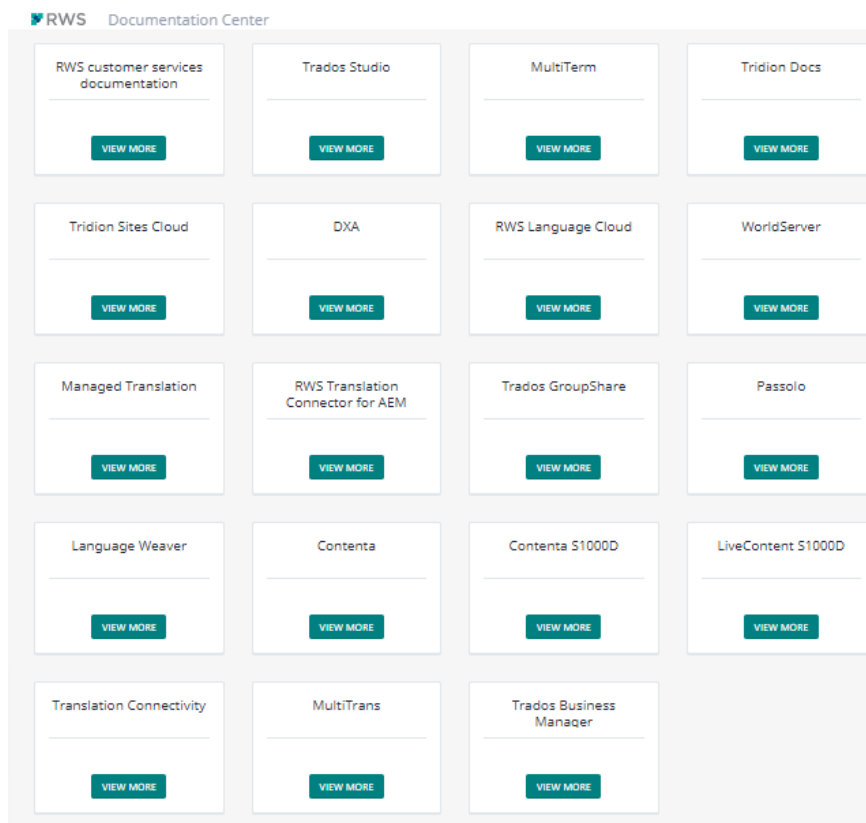 RWS Documentation Center
RWS customer services
documentation
VIEW MORE
Trados Studio
VIEW MORE
MultiTerm
VIEW MORE
Tridion Docs
VIEW MORE
Tridion Sites Cloud
VIEW MORE
DXA
VIEW MORE
RWS Language Cloud
VIEW MORE
WorldServer
VIEW MORE
Managed Translation
VIEW MORE
RWS Translation
Connector for AEM
VIEW MORE
Trados GroupShare
VIEW MORE
Passolo
VIEW MORE
Language Weaver
VIEW MORE
Contenta
VIEW MORE
Contenta S1000D
VIEW MORE
LiveContent S1000D
VIEW MORE
Translation Connectivity
VIEW MORE
MultiTrans
VIEW MORE
Trados Business
Manager
VIEW MORE